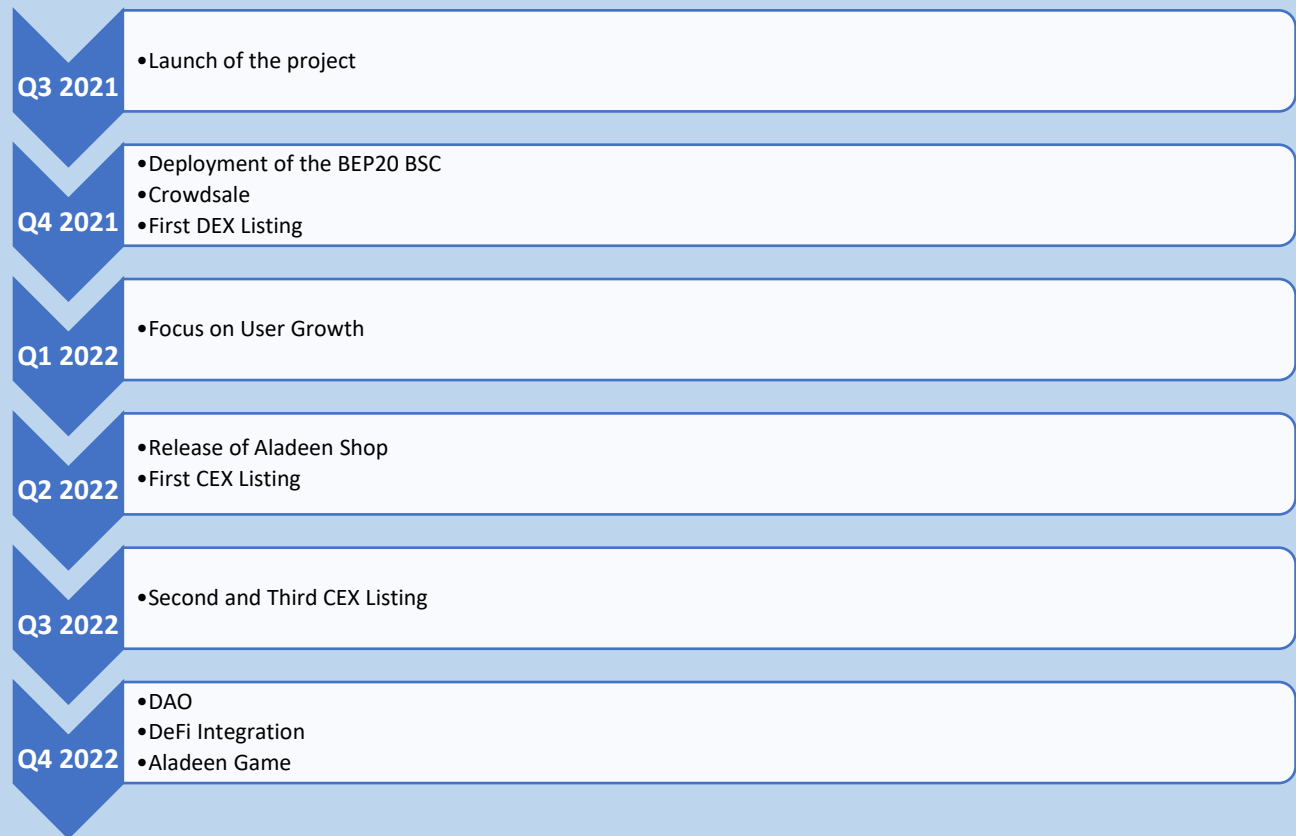 Q3 2021
•Launch of the project
Q4 2021
•Deployment of the BEP20 BSC
•Crowdsale
•First DEX Listing
Q1 2022
•Focus on User Growth
Q2 2022
•Release of Aladeen Shop
•First CEX Listing
Q3 2022
•Second and Third CEX Listing
Q4 2022
•DAO
•DeFi Integration
•Aladeen Game